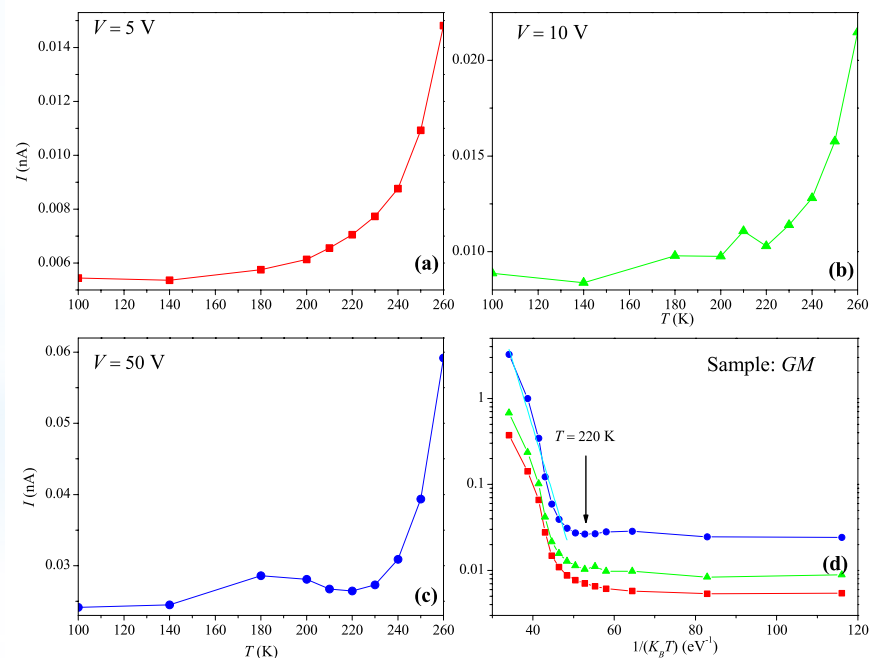 V = 5 V
0.014
0.012
0.010
0.008
0.006
I (nA)
(a)
100 120 140 160 180 200 220 240 260
V = 10 V
0.020
0.015
0.010
(b)
100 120 140 160 180 200 220 240 260
T (K)
V = 50 V
0.06
0.05
0.04
0.03
I (nA)
(c)
100 120 140 160 180 200 220 240 260
T (K)
Sample: GM
T = 220 K
1
0.1
0.01
(d)
40 60 80 100 120
1/(K_BT) (eV⁻¹)